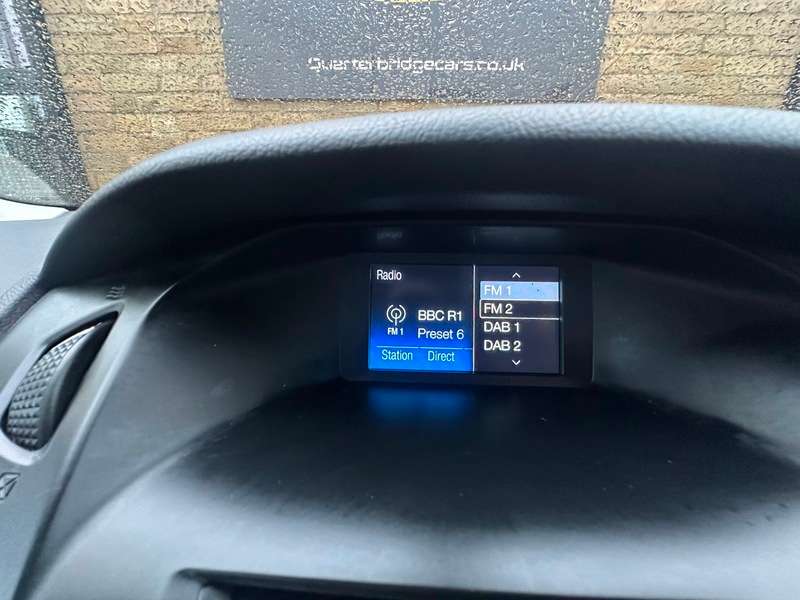 Quarterbridgecars.co.uk
Radio
FM 1
BBC R1
Preset 6
Station Direct
FM 1
FM 2
DAB 1
DAB 2